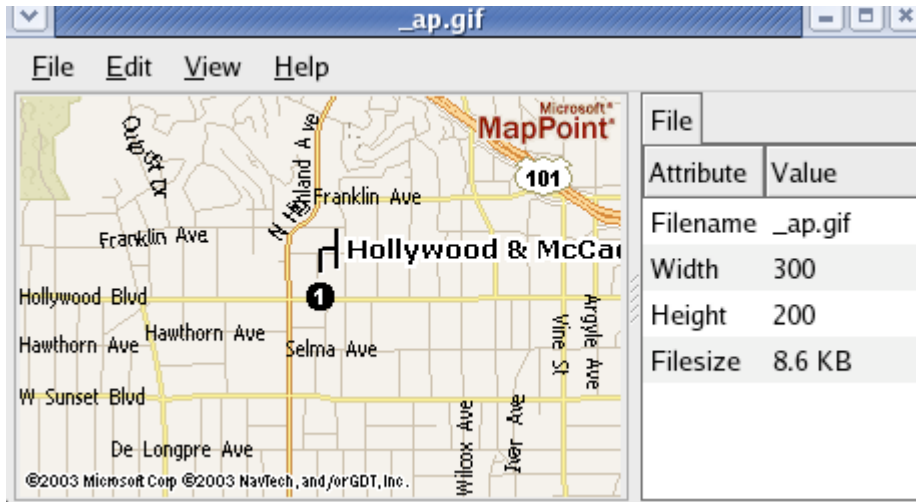 _ap.gif
File Edit View Help
Microsoft®
MapPoint®
101
N Highland Ave
Franklin Ave
Franklin Ave
Hollywood & McCa
1
Hollywood Blvd
Hawthorn Ave
Hawthorn Ave
Selma Ave
Vine St
Argyle Ave
W Sunset Blvd
Wilcox Ave
Ivar Ave
De Longpre Ave
©2003 Microsoft Corp ©2003 NavTech, and/or GDT, Inc.
File
Attribute Value
Filename _ap.gif
Width 300
Height 200
Filesize 8.6 KB